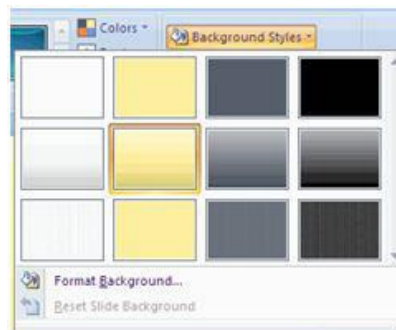 Colors
Background Styles
Format Background...
Reset Slide Background